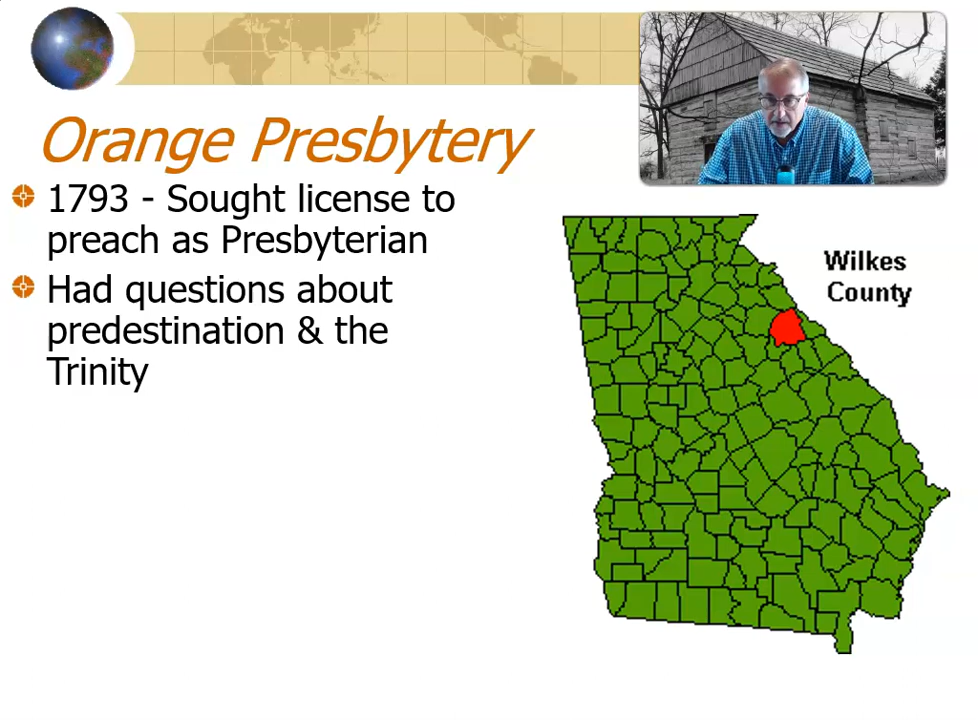 Orange Presbytery
1793 - Sought license to
preach as Presbyterian
Had questions about
predestination & the
Trinity
Wilkes
County